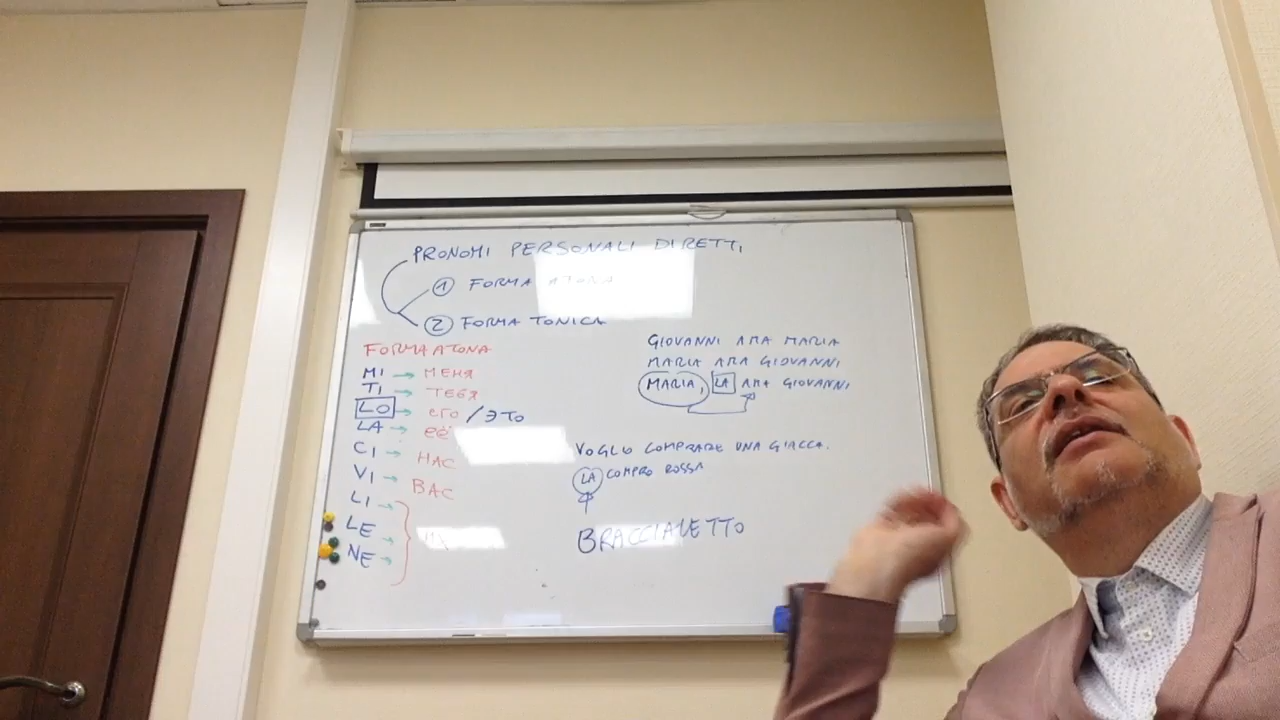 PRONOMI PERSONALI DIRETTI
1 FORMA ATONA
2 FORMA TONICA
FORMA ATONA
MI → МЕНЯ
TI → ТЕБЯ
LO → ЕГО / ЭТО
LA → ЕЁ
CI → НАС
VI → ВАС
LI →
LE →
NE →
ИХ
GIOVANNI AMA MARIA
MARIA AMA GIOVANNI
MARIA, LA AMA GIOVANNI
VOGLIO COMPRARE UNA GIACCA.
LA COMPRO ROSSA
BRACCIALETTO